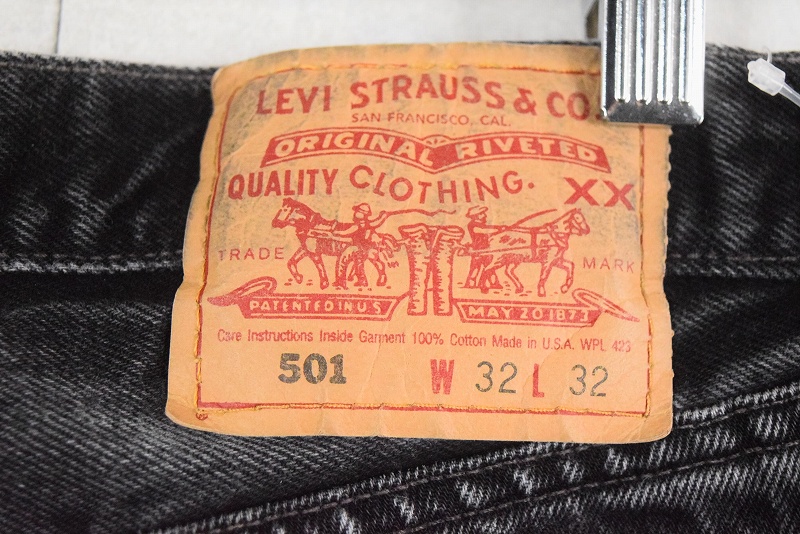 LEVI STRAUSS & CO
SAN FRANCISCO, CAL.
ORIGINAL RIVETED
QUALITY CLOTHING. XX
TRADE MARK
PATENTED IN U.S. MAY 20 1873
Care Instructions Inside Garment 100% Cotton Made in U.S.A. WPL 423
501 W 32 L 32